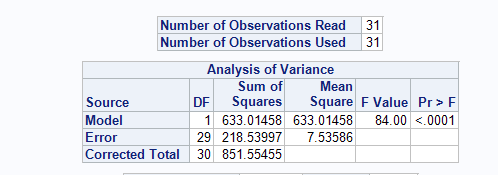 Number of Observations Read 31
Number of Observations Used 31
Analysis of Variance
Source DF Sum of Squares Mean Square F Value Pr > F
Model 1 633.01458 633.01458 84.00 <.0001
Error 29 218.53997 7.53586
Corrected Total 30 851.55455